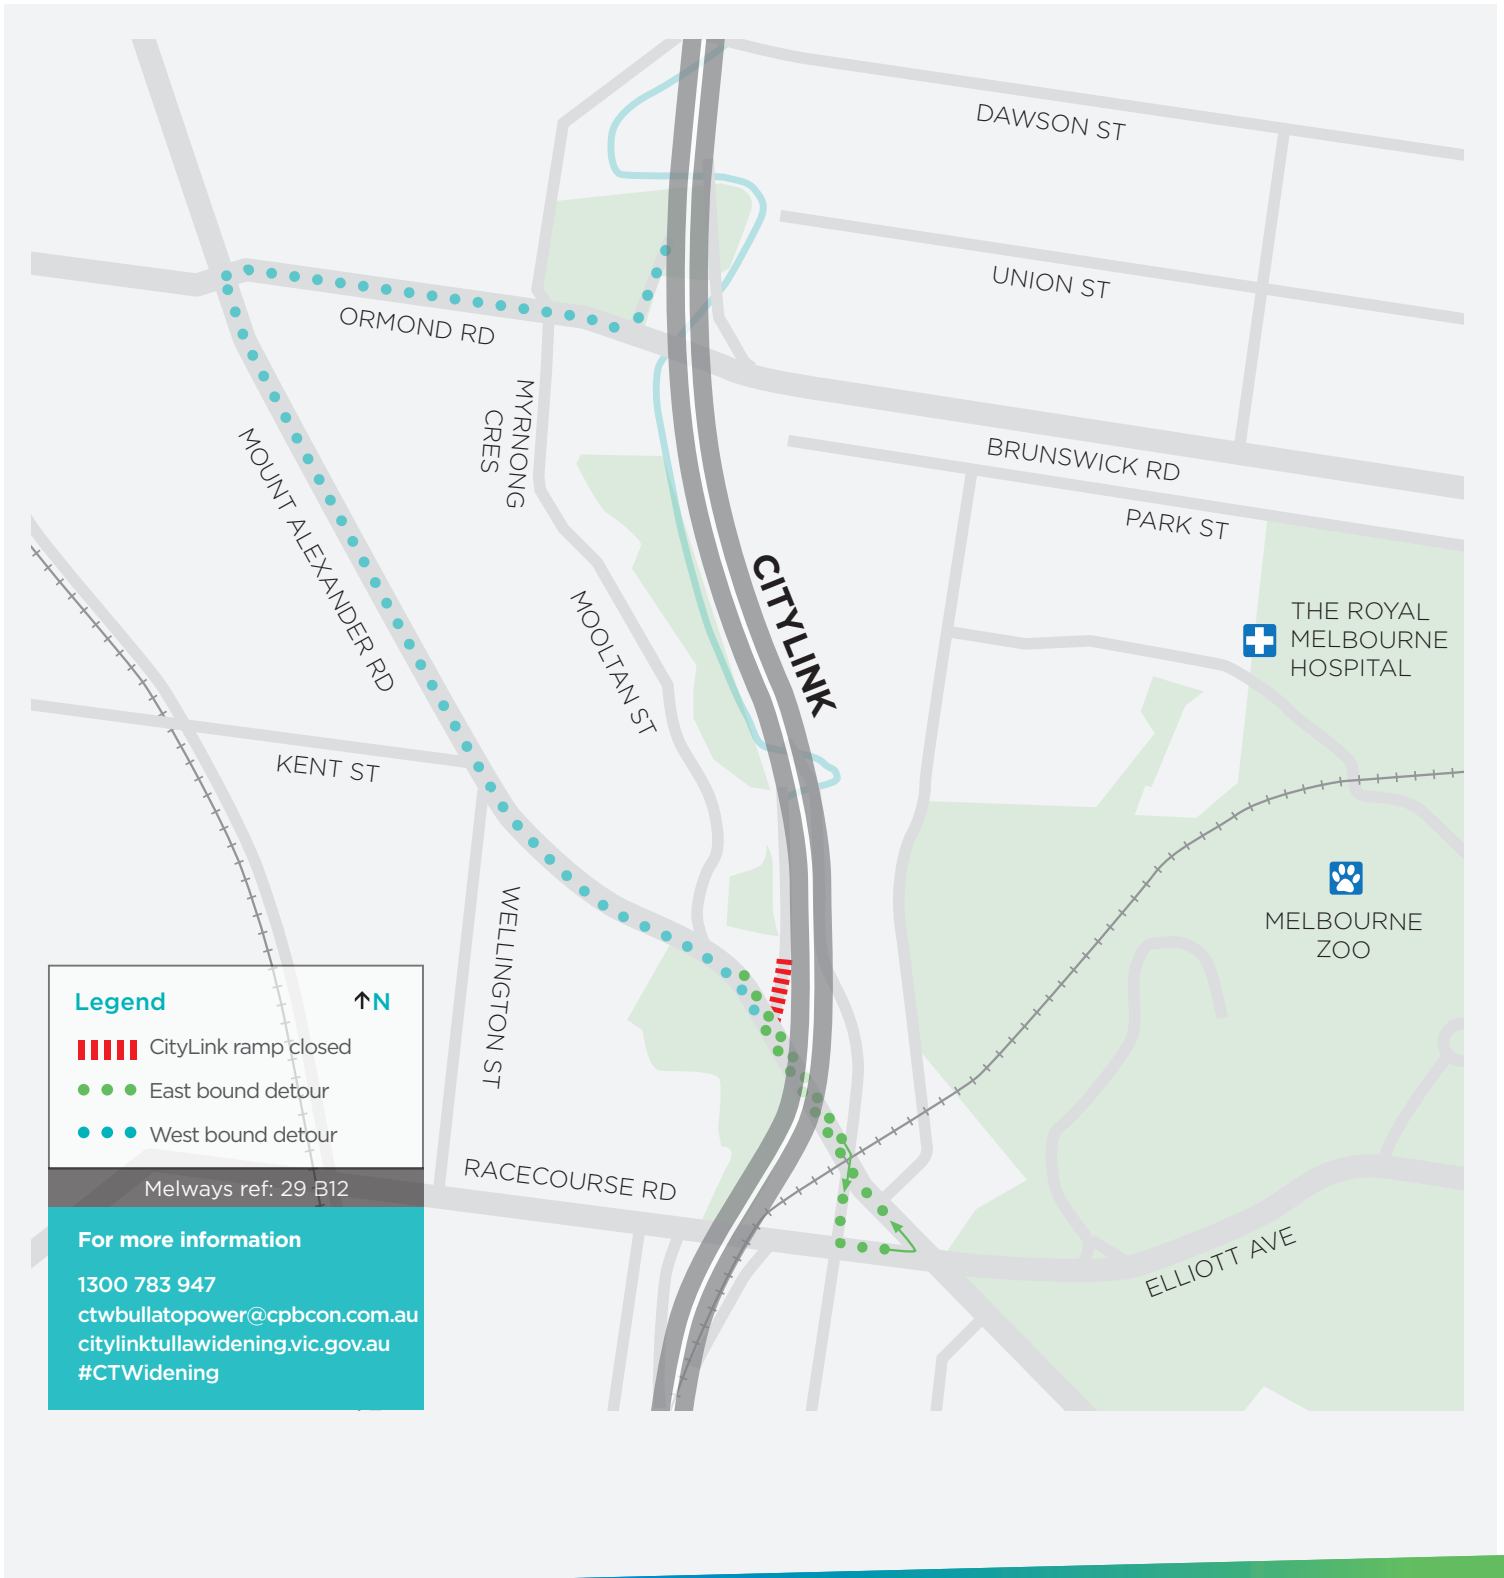 DAWSON ST
UNION ST
ORMOND RD
MYRNIONG
CRES
BRUNSWICK RD
PARK ST
MOUNT ALEXANDER RD
CITYLINK
MOOLTAN ST
THE ROYAL
MELBOURNE
HOSPITAL
KENT ST
MELBOURNE
ZOO
WELLINGTON ST
RACECOURSE RD
ELLIOTT AVE
Legend
N
CityLink ramp closed
East bound detour
West bound detour
Melways ref: 29 B12
For more information
1300 783 947
ctwbullatopower@cpbcon.com.au
citylinktullawidening.vic.gov.au
#CTWidening